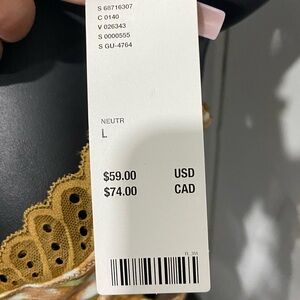 S 68716307
C 0140
V 026343
S 0000555
S GU-4764
NEUTR
L
$59.00 USD
$74.00 CAD